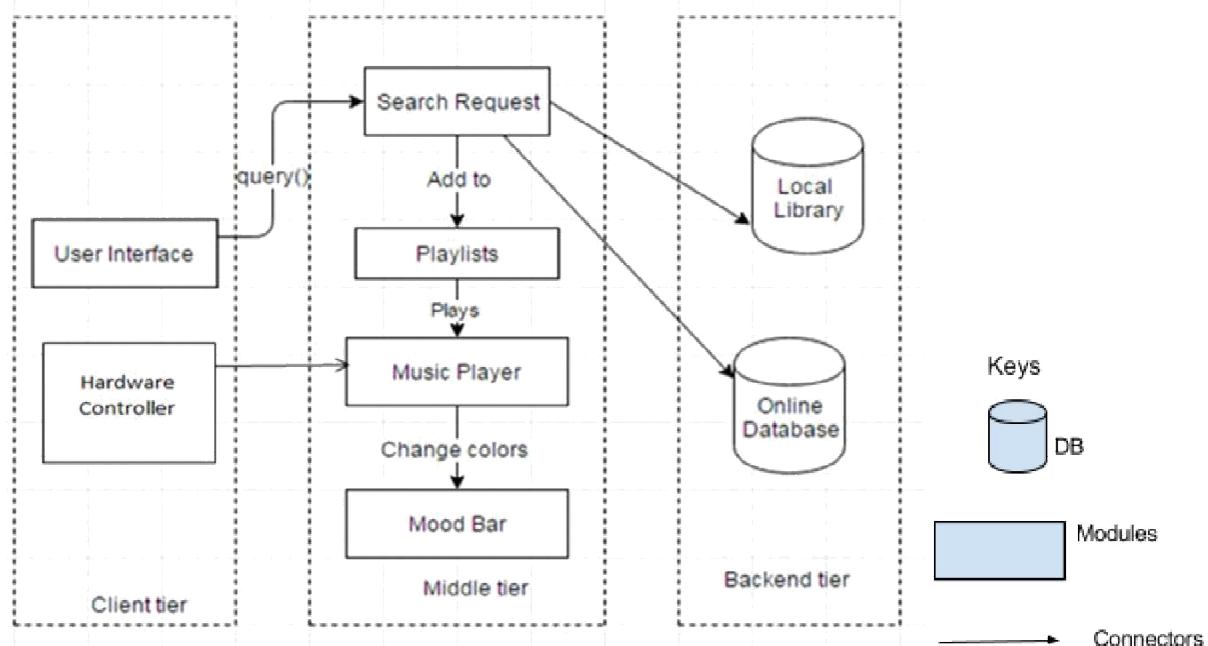 Search Request
query()
Add to
User Interface
Playlists
Plays
Hardware
Controller
Music Player
Change colors
Mood Bar
Client tier
Middle tier
Local
Library
Online
Database
Backend tier
Keys
DB
Modules
Connectors